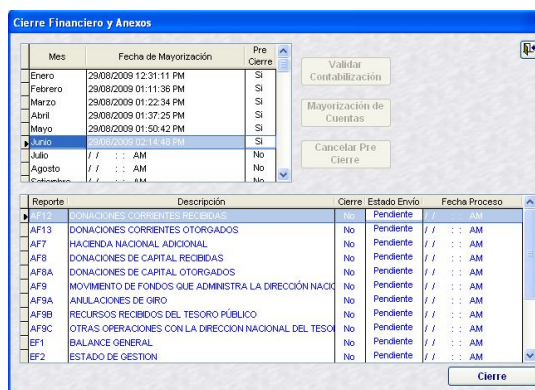 Cierre Financiero y Anexos
Mes Fecha de Mayorización Pre Cierre
Enero 29/08/2009 12:31:11 PM Si
Febrero 29/08/2009 01:11:36 PM Si
Marzo 29/08/2009 01:22:34 PM Si
Abril 29/08/2009 01:37:25 PM Si
Mayo 29/08/2009 01:50:42 PM Si
Junio 29/08/2009 02:14:48 PM Si
Julio / / : : AM No
Agosto / / : : AM No
Setiembre / / : : AM No
Validar Contabilización
Mayorización de Cuentas
Cancelar Pre Cierre
Reporte Descripción Cierre Estado Envío Fecha Proceso
AF12 DONACIONES CORRIENTES RECIBIDAS No Pendiente / / : : AM
AF13 DONACIONES CORRIENTES OTORGADOS No Pendiente / / : : AM
AF7 HACIENDA NACIONAL ADICIONAL No Pendiente / / : : AM
AF8 DONACIONES DE CAPITAL RECIBIDAS No Pendiente / / : : AM
AF8A DONACIONES DE CAPITAL OTORGADOS No Pendiente / / : : AM
AF9 MOVIMIENTO DE FONDOS QUE ADMINISTRA LA DIRECCIÓN NACIO No Pendiente / / : : AM
AF9A ANULACIONES DE GIRO No Pendiente / / : : AM
AF9B RECURSOS RECIBIDOS DEL TESORO PÚBLICO No Pendiente / / : : AM
AF9C OTRAS OPERACIONES CON LA DIRECCION NACIONAL DEL TESO No Pendiente / / : : AM
EF1 BALANCE GENERAL No Pendiente / / : : AM
EF2 ESTADO DE GESTION No Pendiente / / : : AM
Cierre